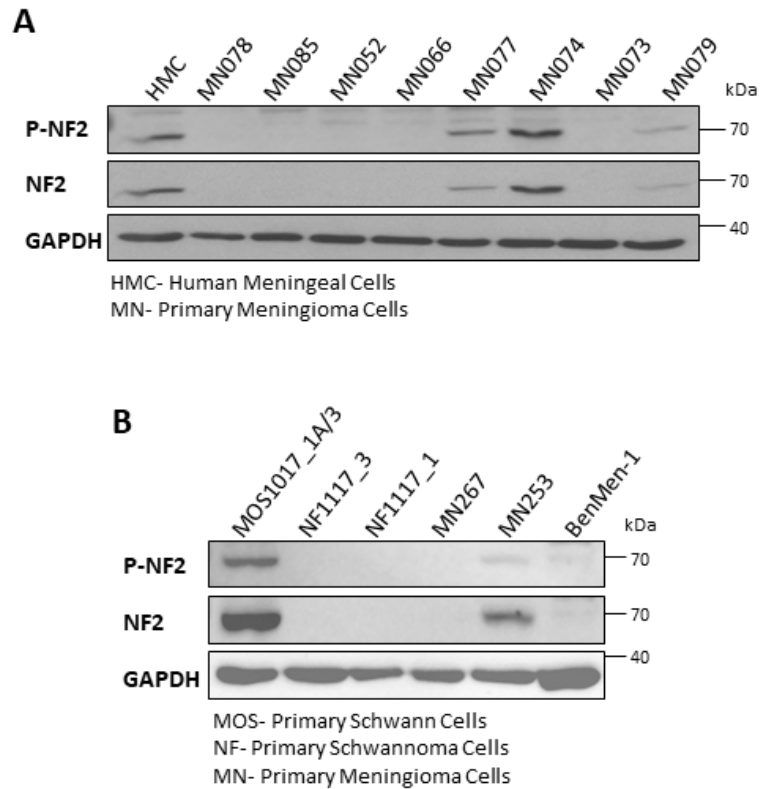 A
HMC MN078 MN085 MN052 MN066 MN077 MN074 MN073 MN079
kDa
P-NF2 70
NF2 70
GAPDH 40
HMC- Human Meningeal Cells
MN- Primary Meningioma Cells
B
MOS1017_1A/3 NF1117_3 NF1117_1 MN267 MN253 BenMen-1
kDa
P-NF2 70
NF2 70
GAPDH 40
MOS- Primary Schwann Cells
NF- Primary Schwannoma Cells
MN- Primary Meningioma Cells